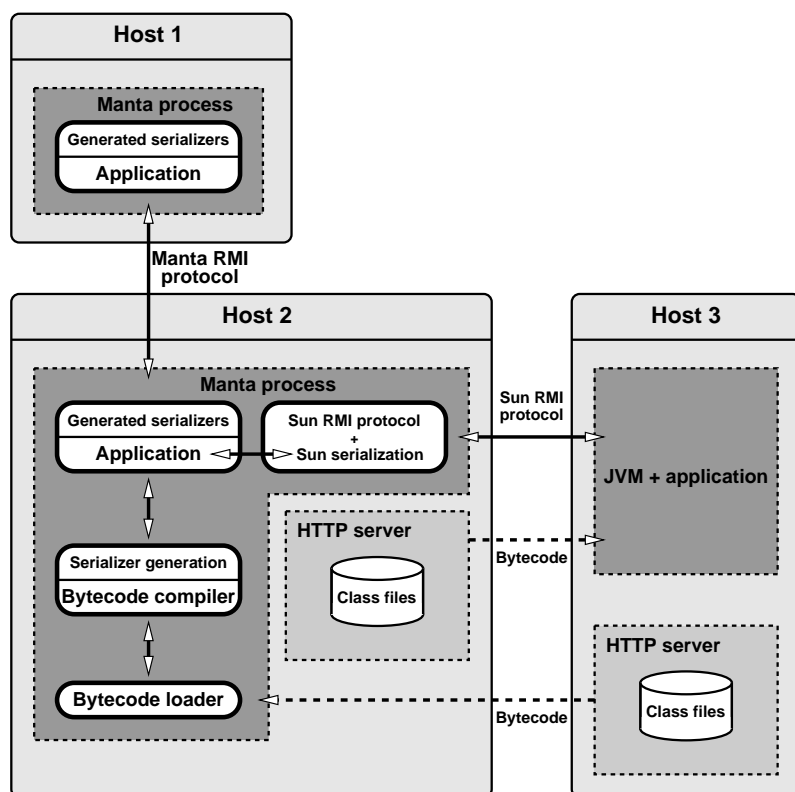 Host 1
Manta process
Generated serializers
Application
Manta RMI
protocol
Host 2
Manta process
Generated serializers
Application
Sun RMI protocol
+
Sun serialization
Serializer generation
Bytecode compiler
Bytecode loader
HTTP server
Class files
Sun RMI
protocol
Bytecode
Bytecode
Host 3
JVM + application
HTTP server
Class files